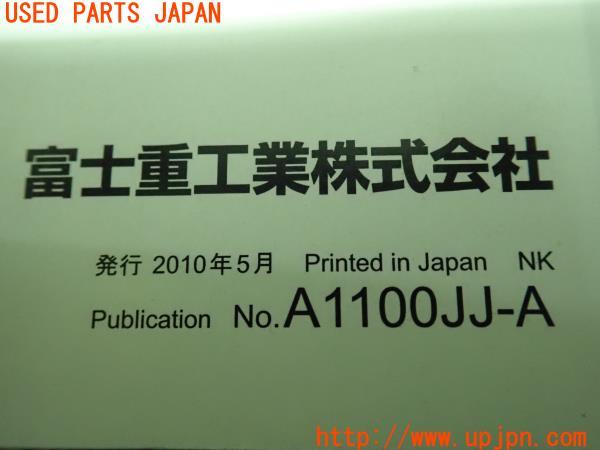 USED PARTS JAPAN
富士重工業株式会社
発行 2010年5月 Printed in Japan NK
Publication No.A1100JJ-A
http://www.upjpn.com